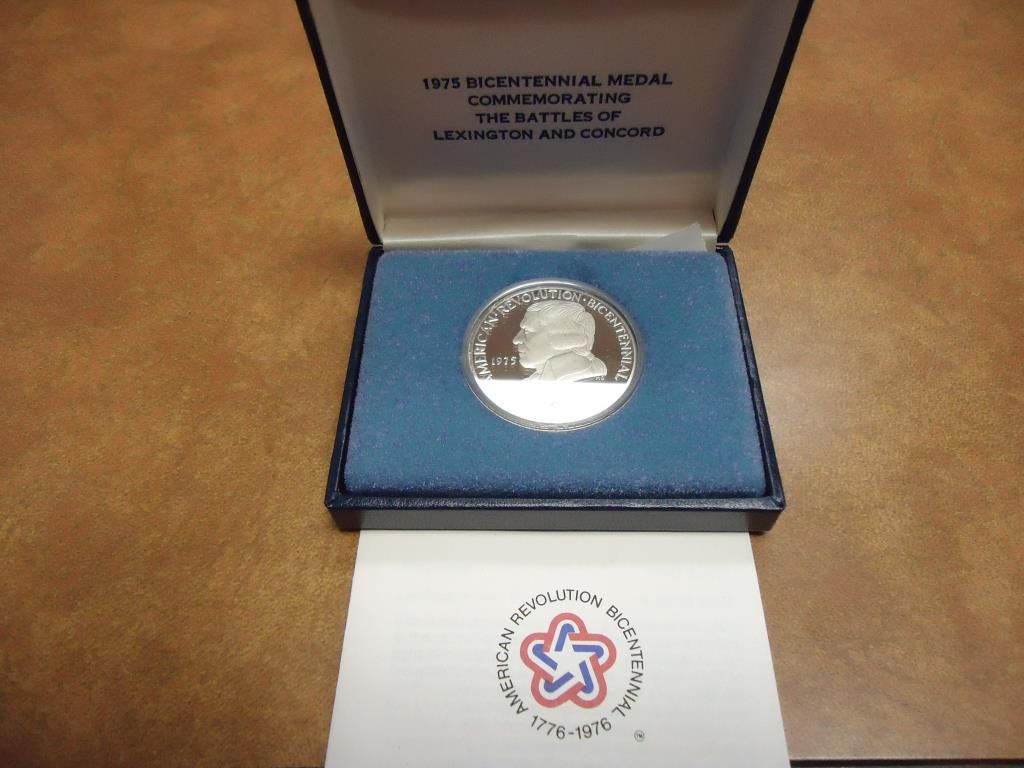 1975 BICENTENNIAL MEDAL
COMMEMORATING
THE BATTLES OF
LEXINGTON AND CONCORD
AMERICAN · REVOLUTION · BICENTENNIAL
1975
AMERICAN REVOLUTION BICENTENNIAL
1776-1976
TM